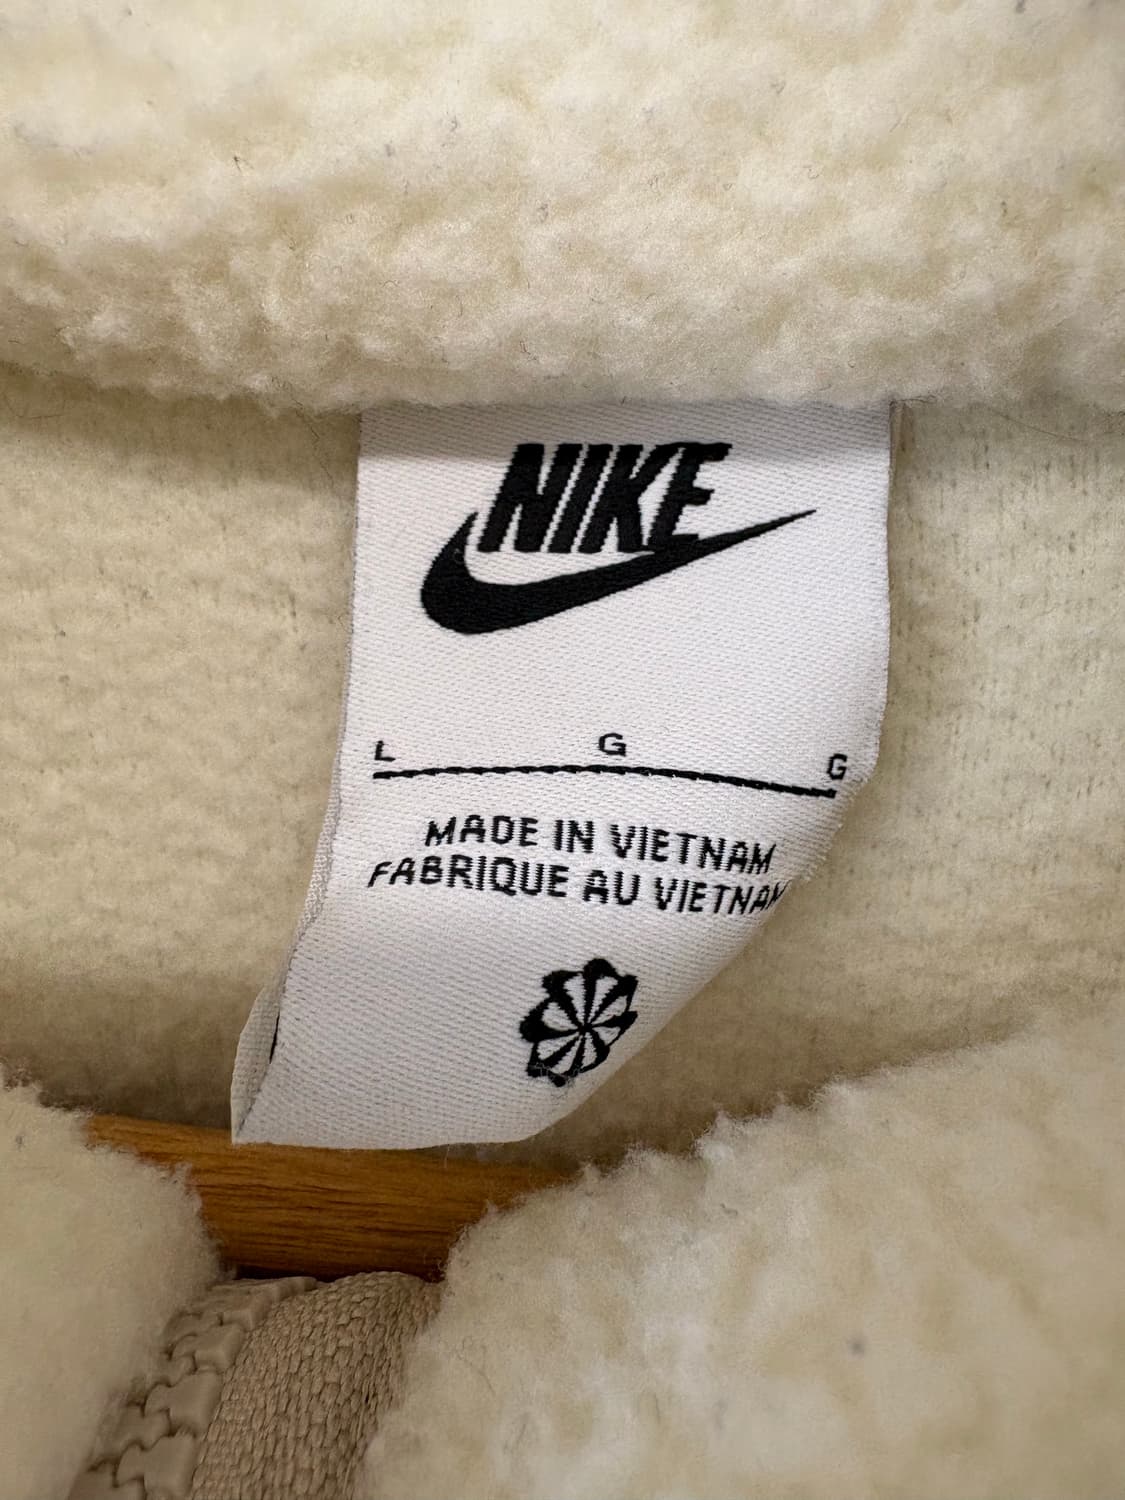 NIKE
L G G
MADE IN VIETNAM
FABRIQUE AU VIETNAM